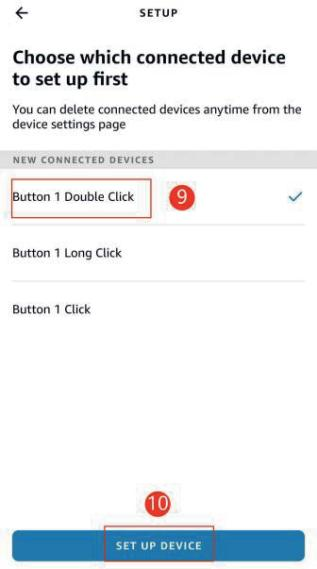 SETUP
Choose which connected device
to set up first
You can delete connected devices anytime from the
device settings page
NEW CONNECTED DEVICES
Button 1 Double Click
9
Button 1 Long Click
Button 1 Click
10
SET UP DEVICE